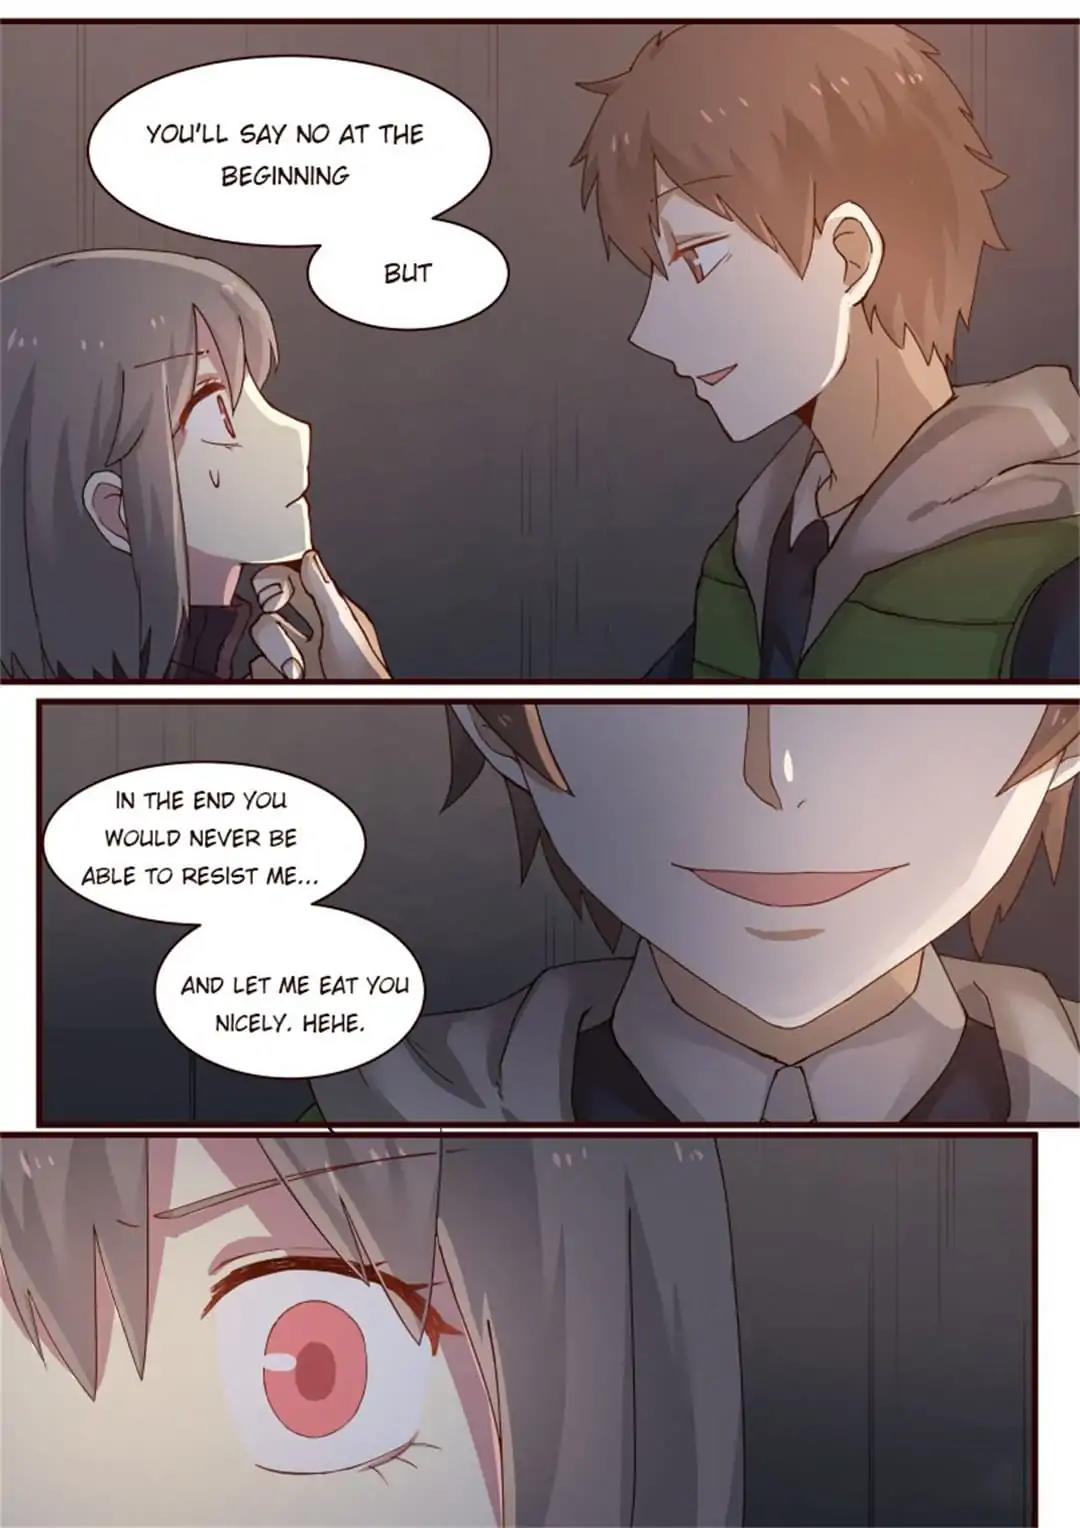 YOU'LL SAY NO AT THE
BEGINNING
BUT
IN THE END YOU
WOULD NEVER BE
ABLE TO RESIST ME...
AND LET ME EAT YOU
NICELY. HEHE.